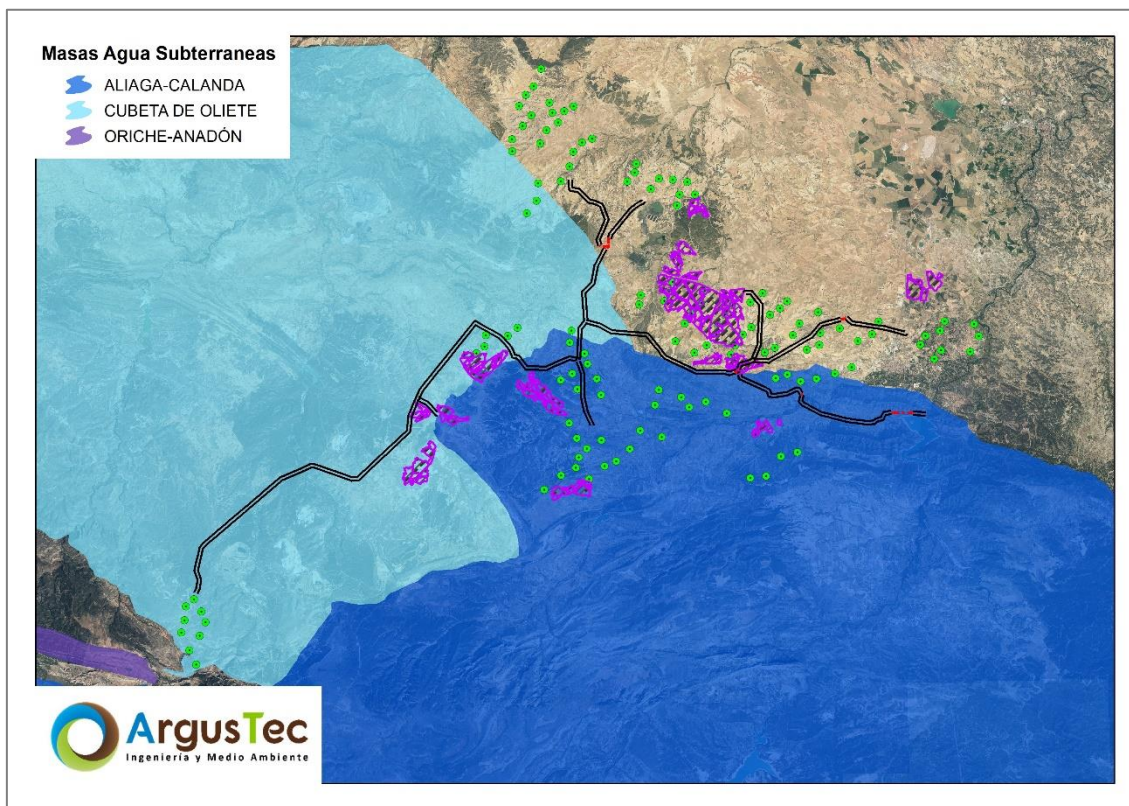 Masas Agua Subterraneas
ALIAGA-CALANDA
CUBETA DE OLIETE
ORICHE-ANADÓN
ArgusTec
Ingeniería y Medio Ambiente